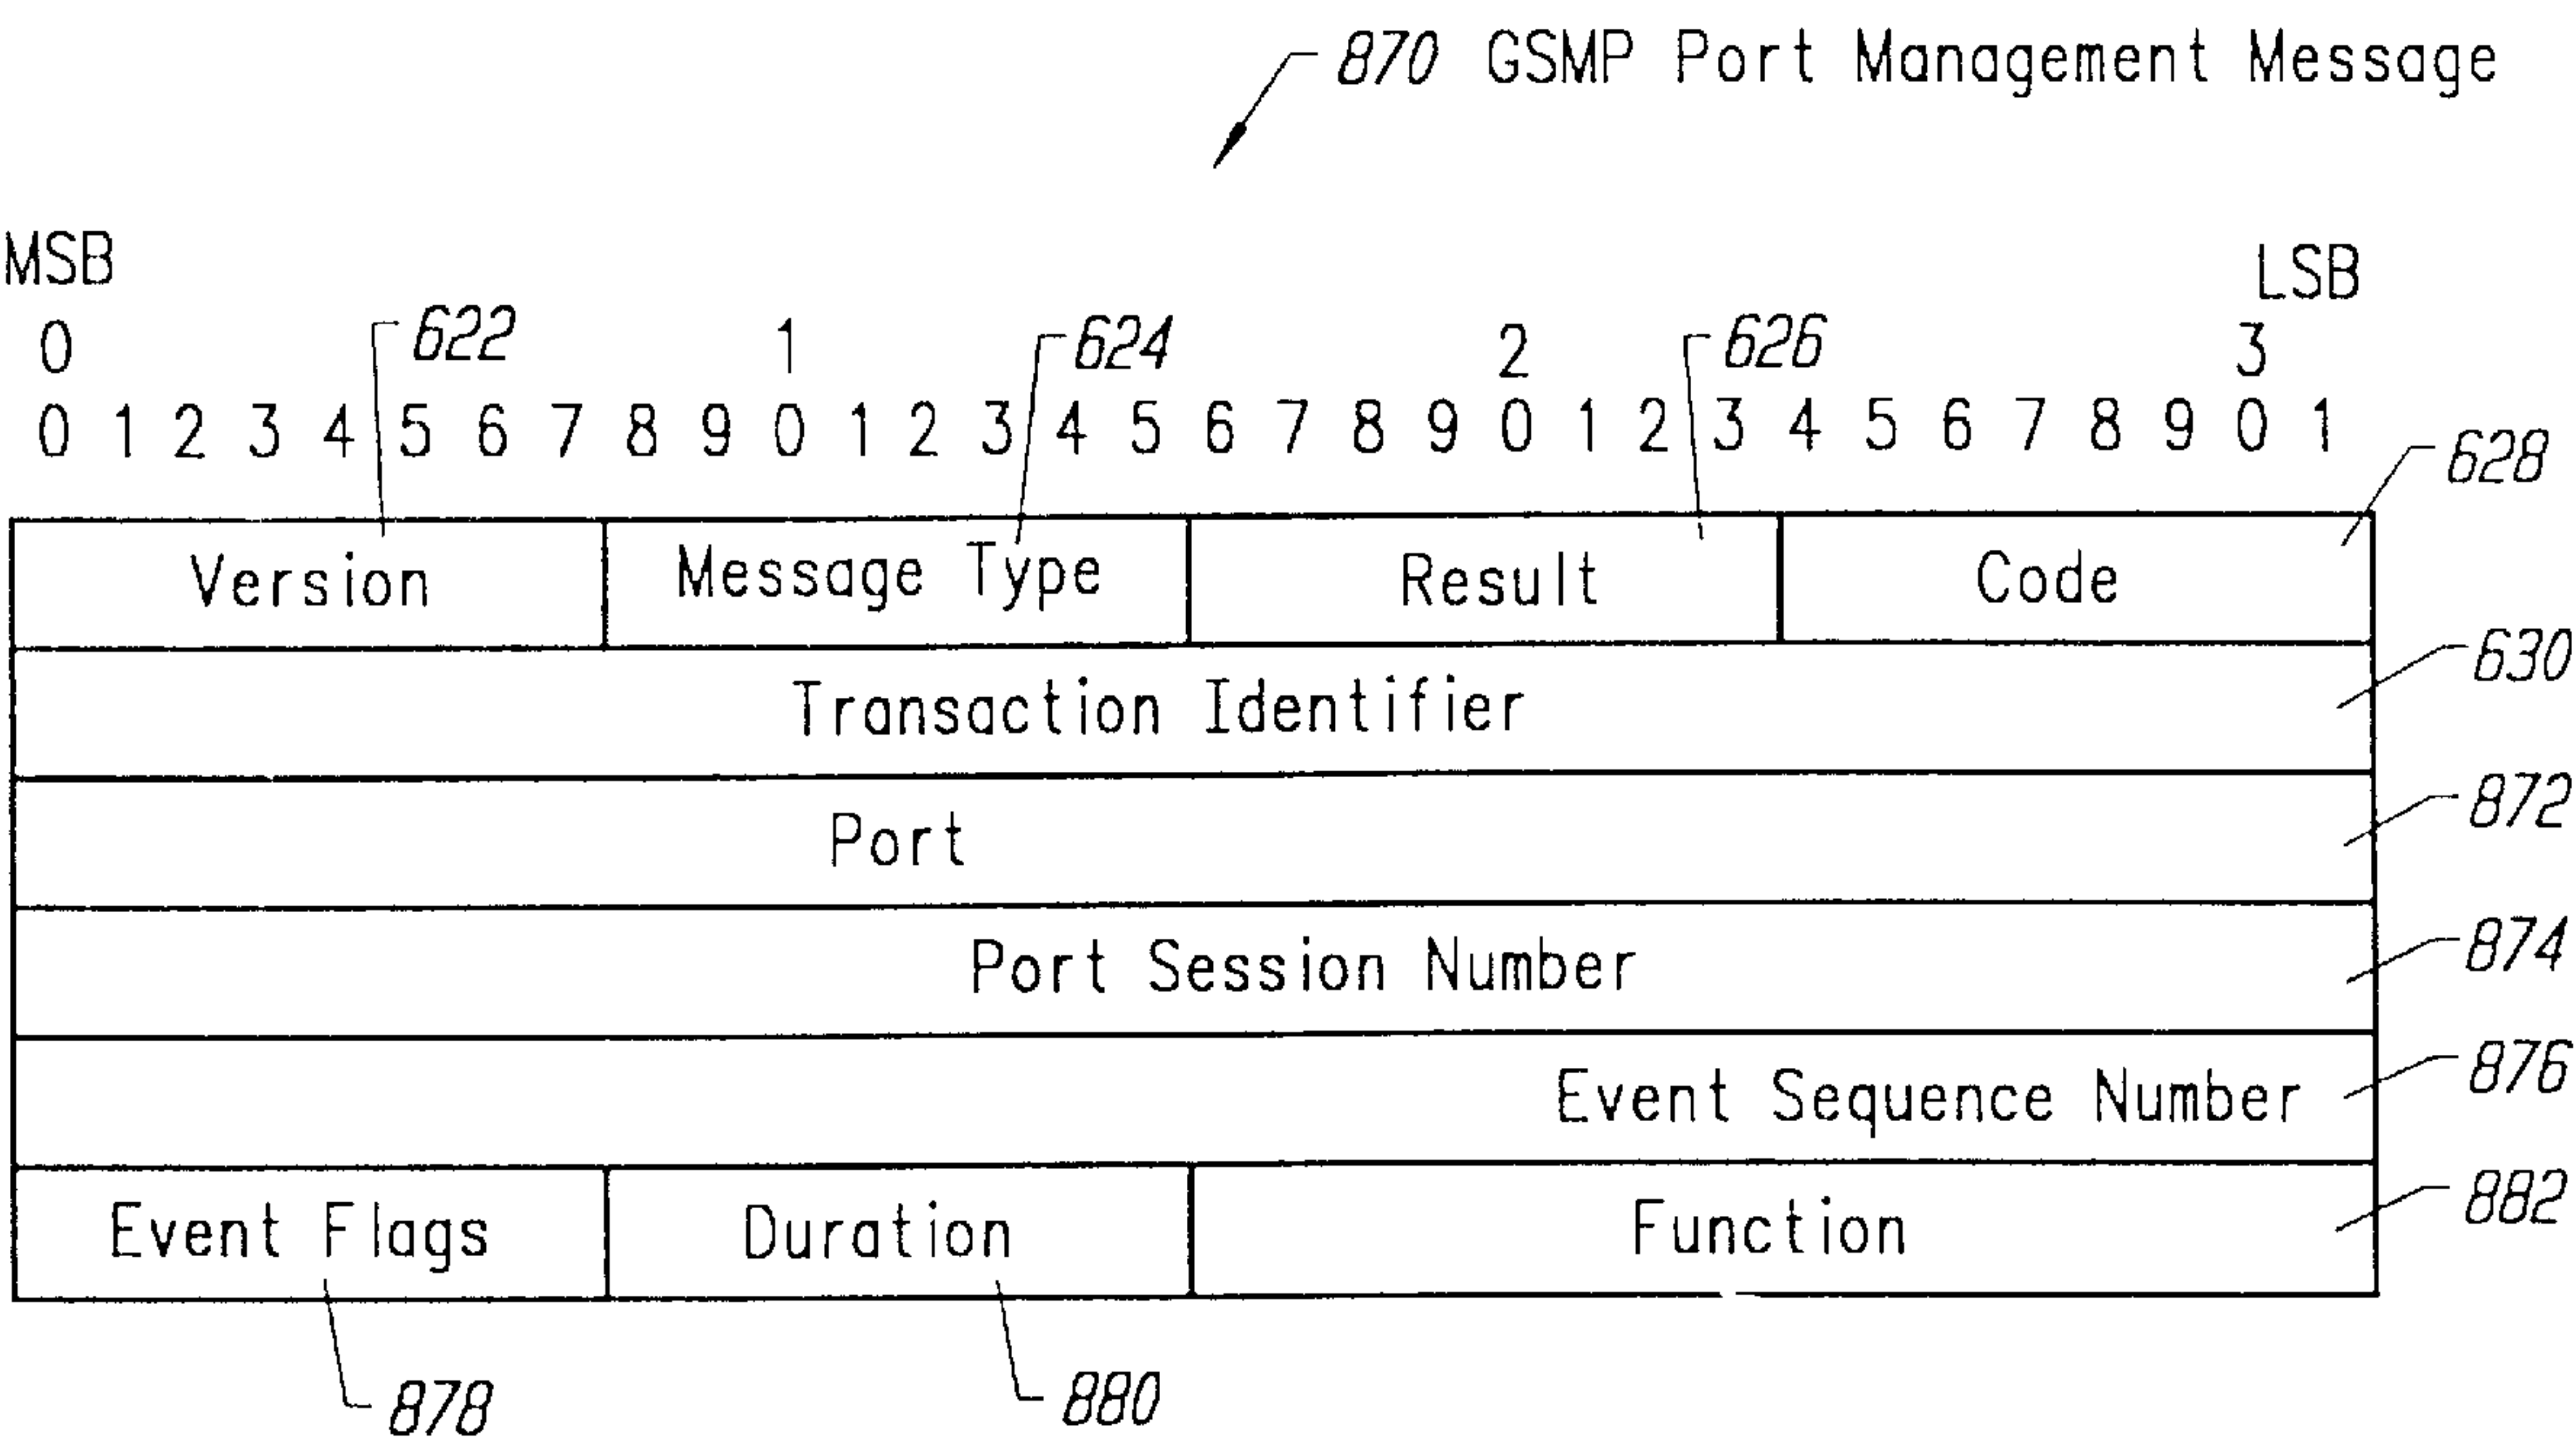 870 GSMP Port Management Message
MSB LSB
0 622 1 624 2 626 3
0 1 2 3 4 5 6 7 8 9 0 1 2 3 4 5 6 7 8 9 0 1 2 3 4 5 6 7 8 9 0 1
628
Version Message Type Result Code
630
Transaction Identifier
872
Port
874
Port Session Number
876
Event Sequence Number
882
Event Flags Duration Function
878 880